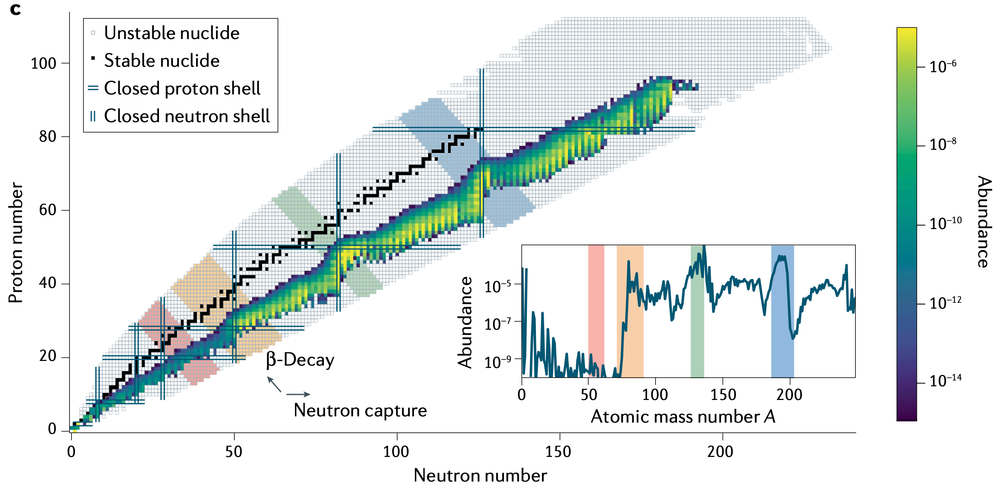 c
Unstable nuclide
Stable nuclide
Closed proton shell
Closed neutron shell
100
80
60
40
20
0
Proton number
0
50
100
150
200
Neutron number
β-Decay
Neutron capture
10⁻⁵
10⁻⁷
10⁻⁹
Abundance
0
50
100
150
200
Atomic mass number A
10⁻⁶
10⁻⁸
10⁻¹⁰
10⁻¹²
10⁻¹⁴
Abundance